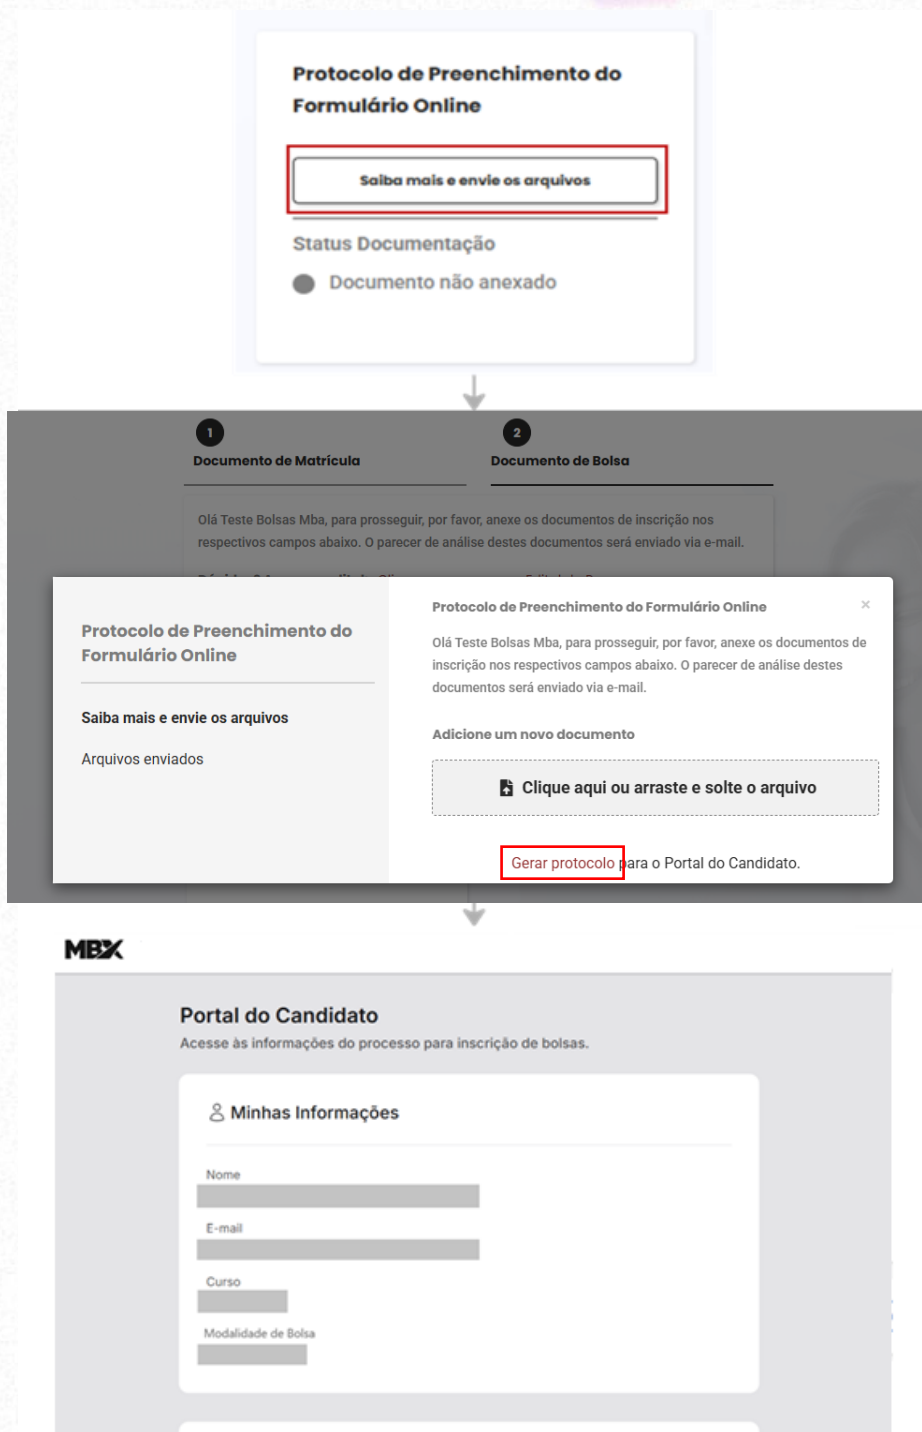 Protocolo de Preenchimento do
Formulário Online
Saiba mais e envie os arquivos
Status Documentação
Documento não anexado
1
Documento de Matrícula
2
Documento de Bolsa
Olá Teste Bolsas Mba, para prosseguir, por favor, anexe os documentos de inscrição nos
respectivos campos abaixo. O parecer de análise destes documentos será enviado via e-mail.
Protocolo de Preenchimento do
Formulário Online
Saiba mais e envie os arquivos
Arquivos enviados
Protocolo de Preenchimento do Formulário Online
×
Olá Teste Bolsas Mba, para prosseguir, por favor, anexe os documentos de
inscrição nos respectivos campos abaixo. O parecer de análise destes
documentos será enviado via e-mail.
Adicione um novo documento
Clique aqui ou arraste e solte o arquivo
Gerar protocolo para o Portal do Candidato.
MBX
Portal do Candidato
Acesse às informações do processo para inscrição de bolsas.
Minhas Informações
Nome
E-mail
Curso
Modalidade de Bolsa